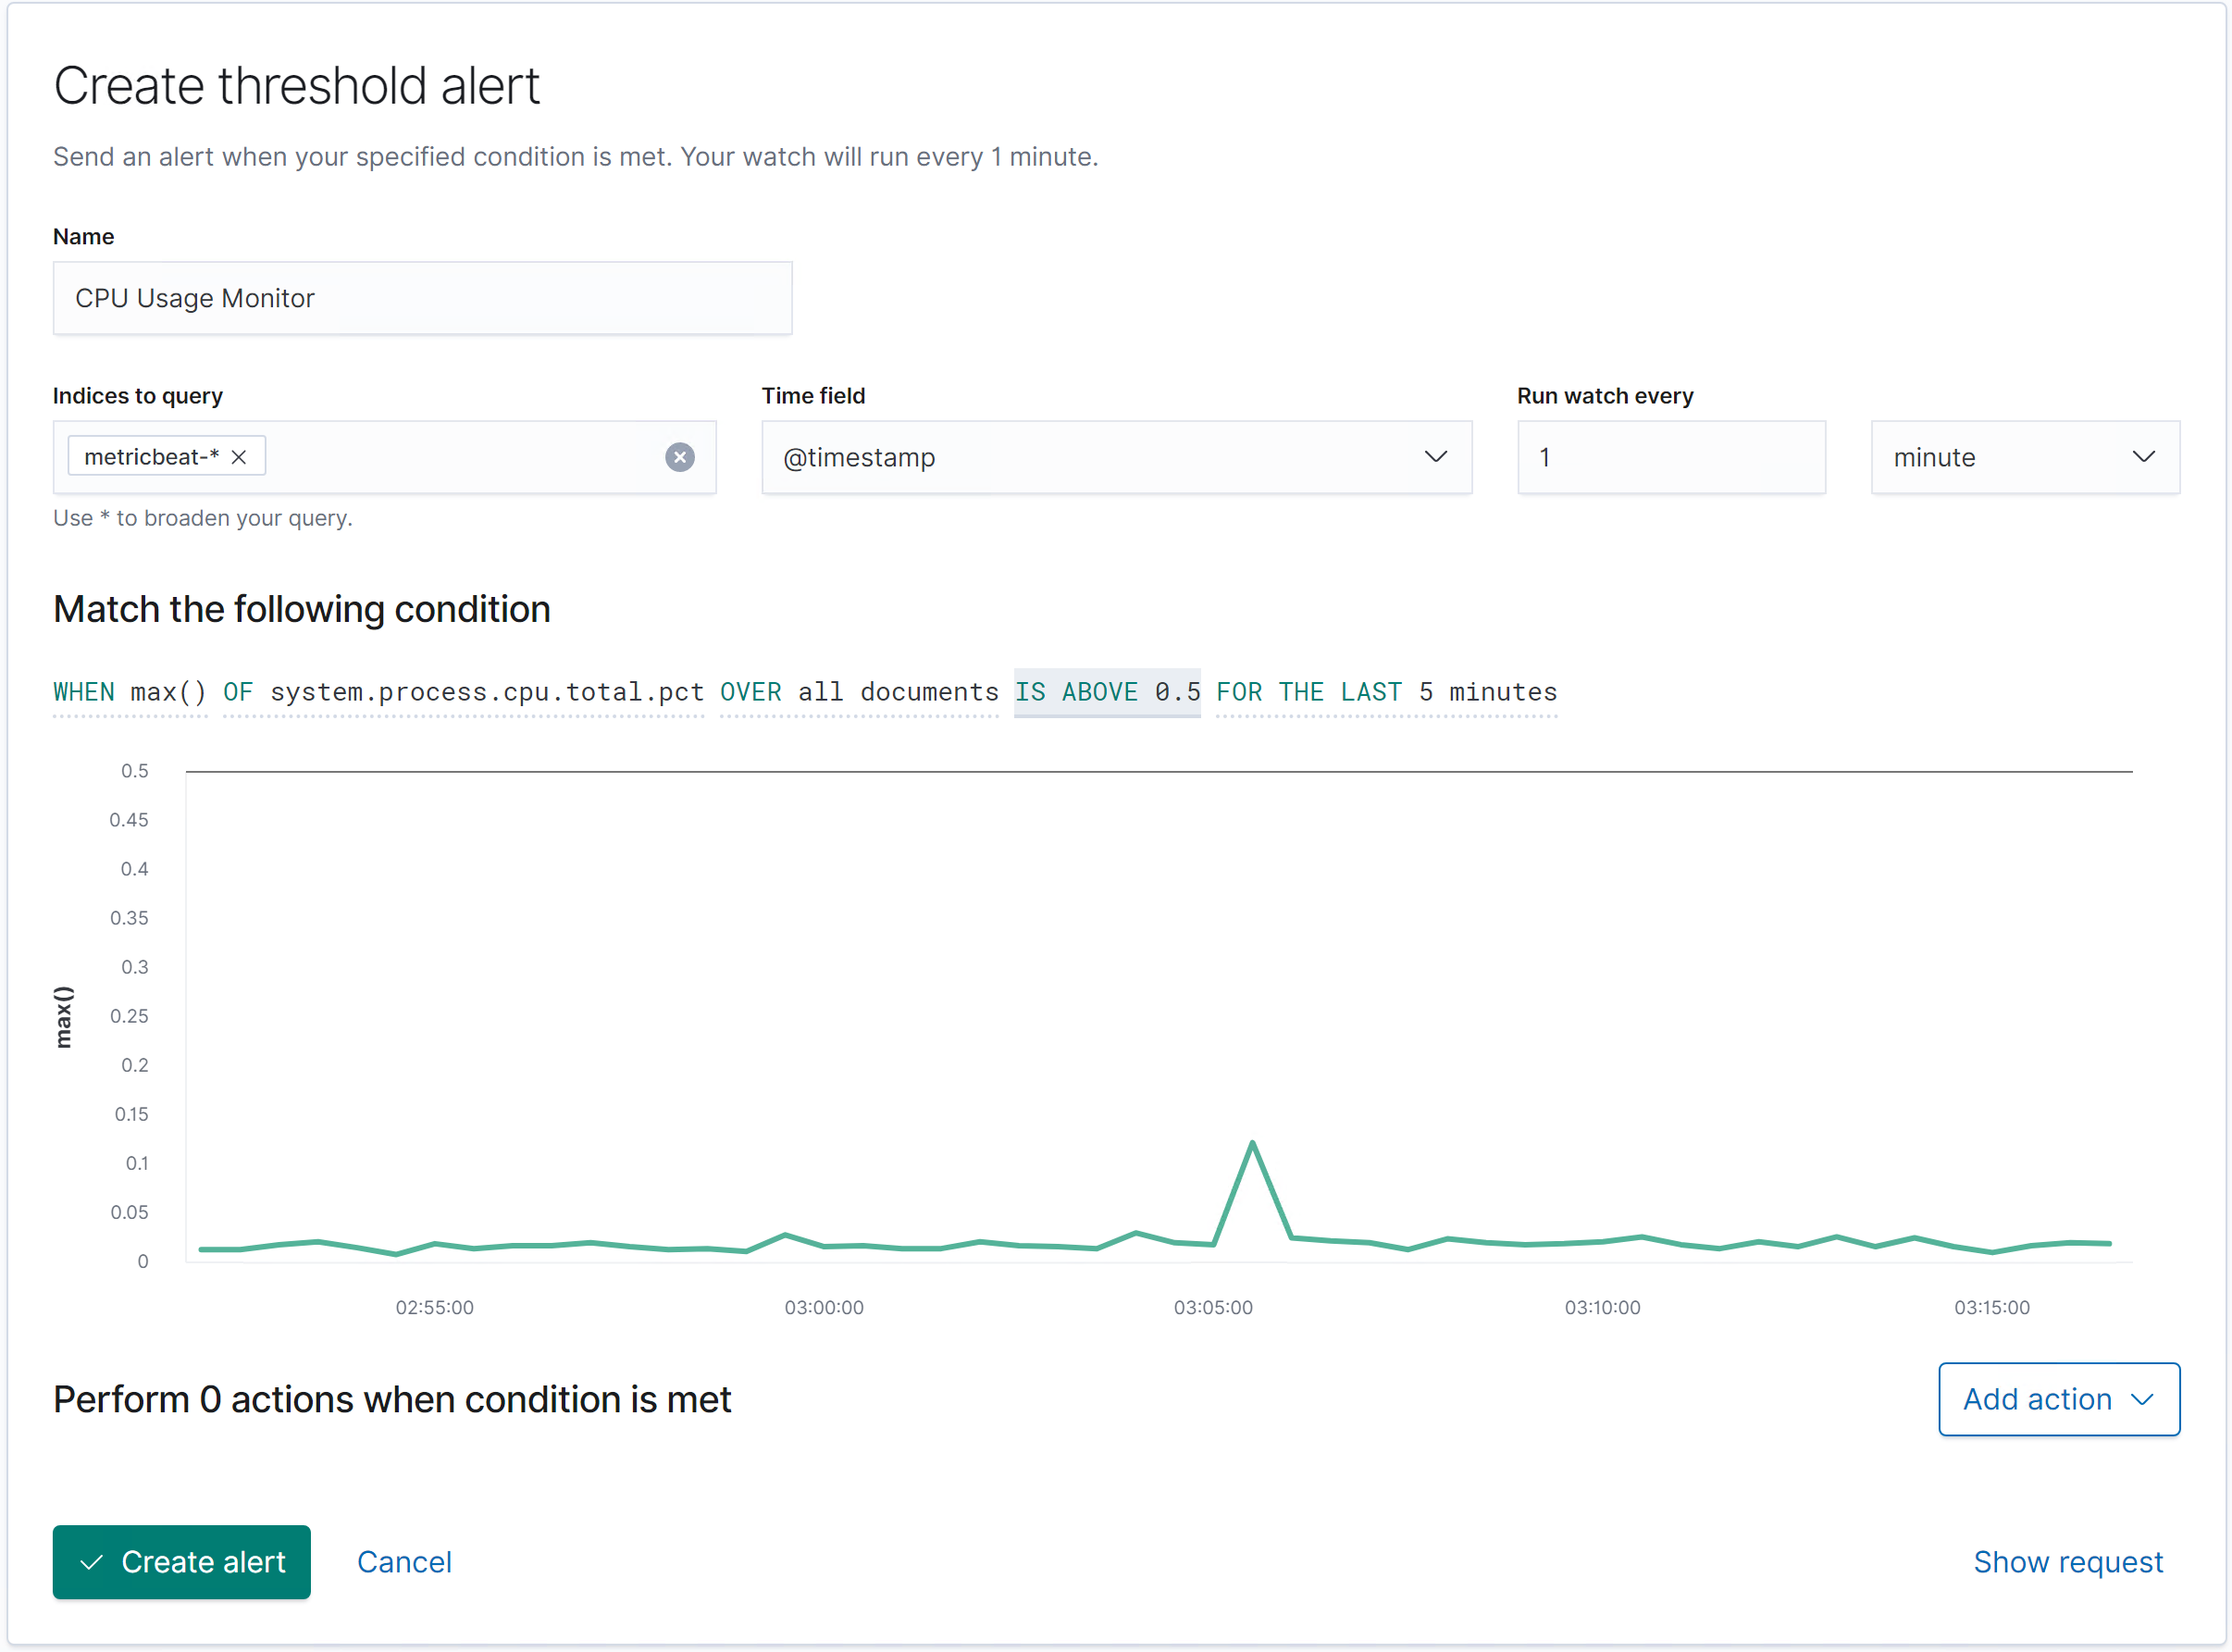 Create threshold alert
Send an alert when your specified condition is met. Your watch will run every 1 minute.
Name
CPU Usage Monitor
Indices to query
Time field
Run watch every
metricbeat-*
@timestamp
1
minute
Use * to broaden your query.
Match the following condition
WHEN max() OF system.process.cpu.total.pct OVER all documents IS ABOVE 0.5 FOR THE LAST 5 minutes
max()
0.5
0.45
0.4
0.35
0.3
0.25
0.2
0.15
0.1
0.05
0
02:55:00 03:00:00 03:05:00 03:10:00 03:15:00
Perform 0 actions when condition is met
Add action
Create alert
Cancel
Show request